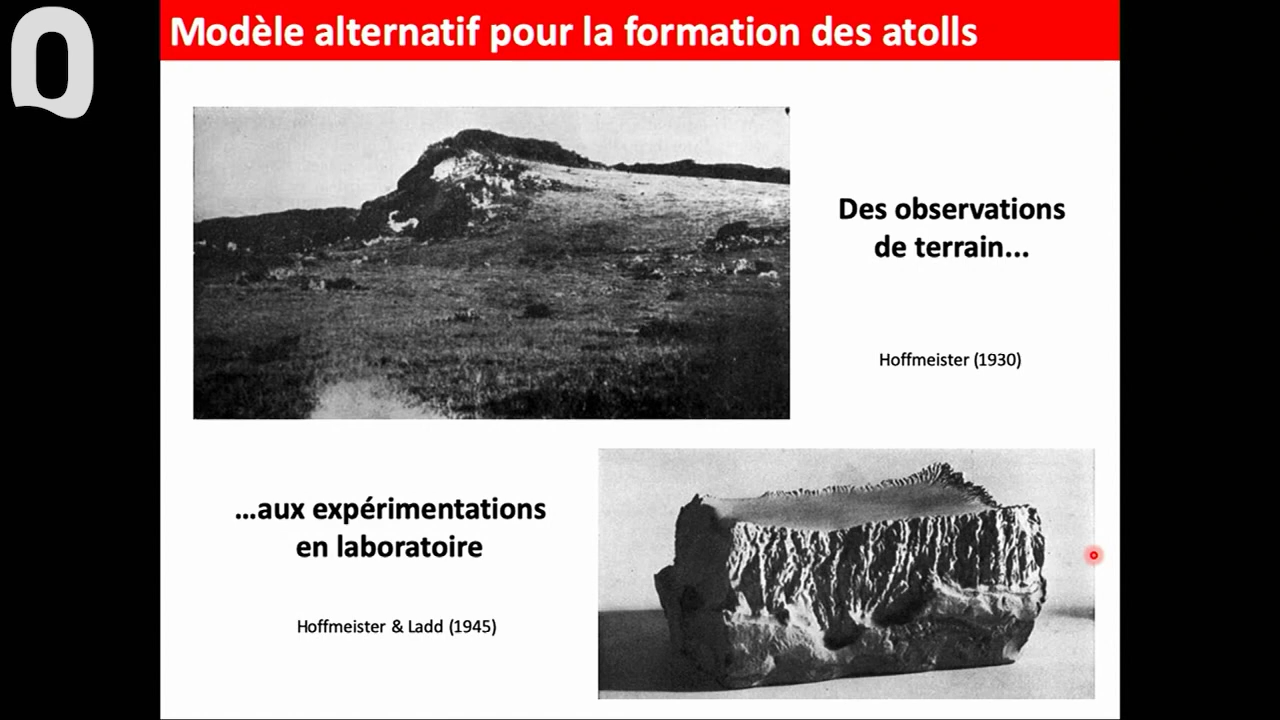 Q
Modèle alternatif pour la formation des atolls
Des observations
de terrain...
Hoffmeister (1930)
...aux expérimentations
en laboratoire
Hoffmeister & Ladd (1945)